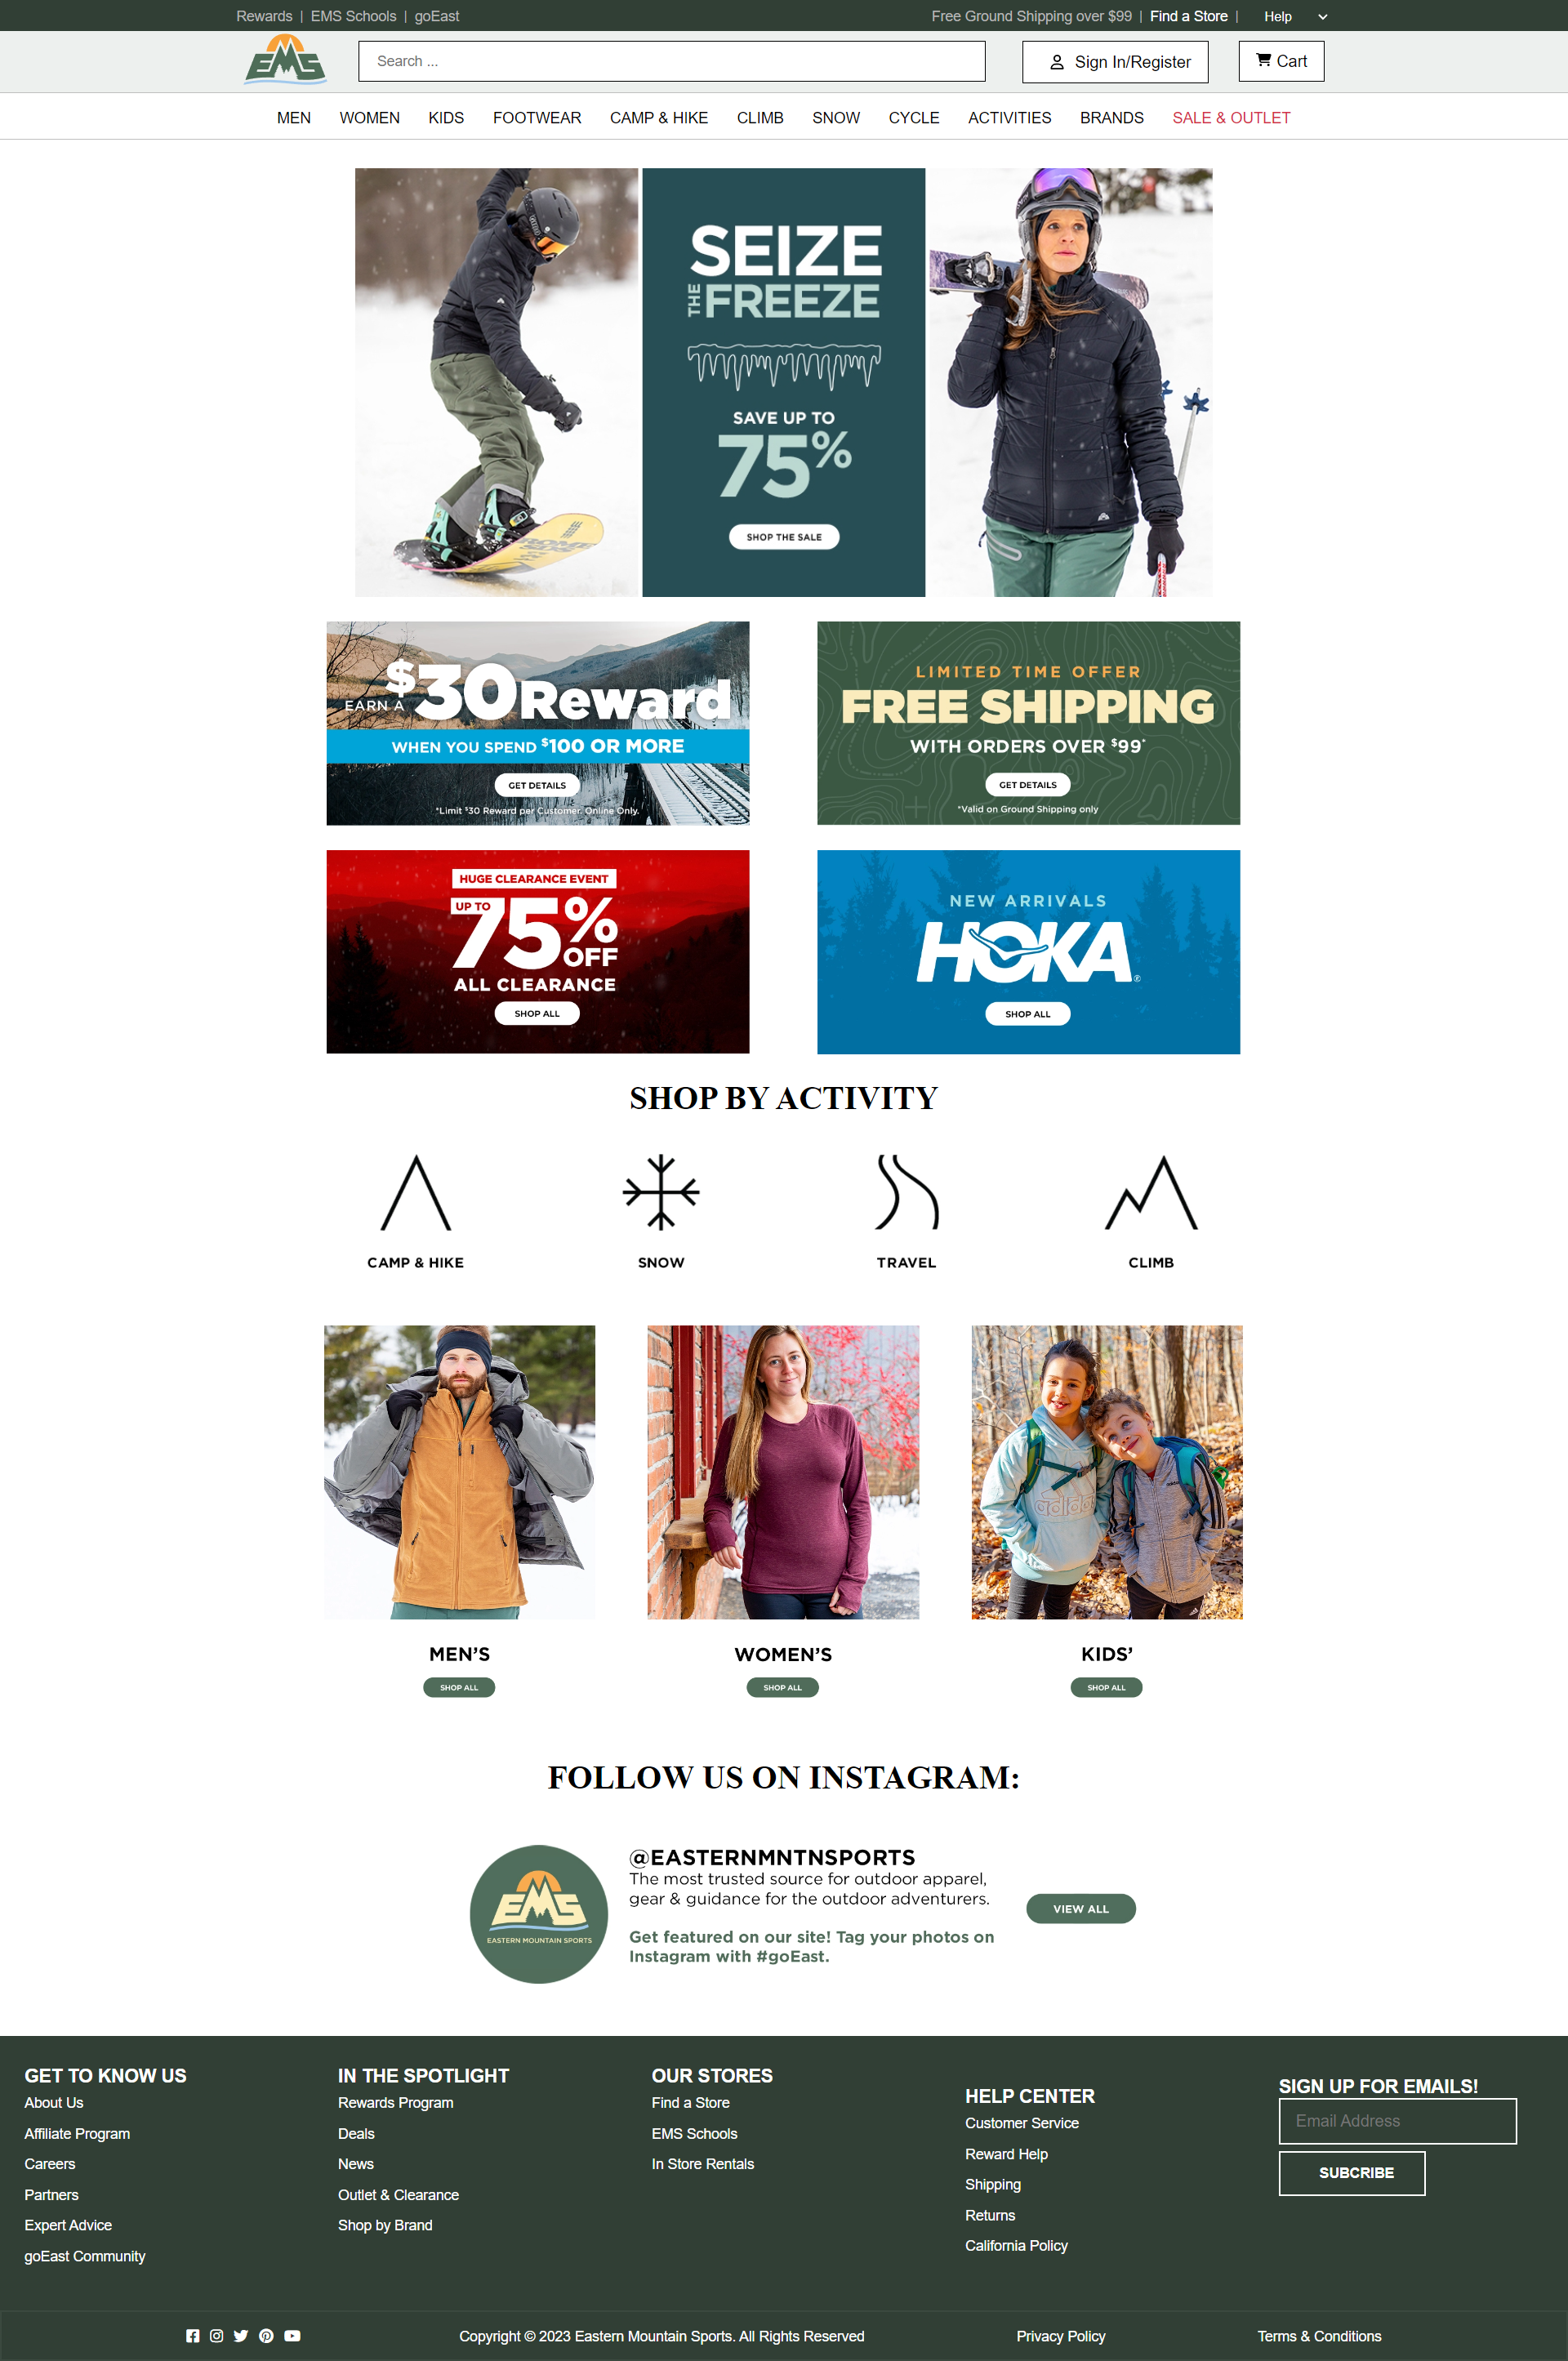 Rewards | EMS Schools | goEast
Free Ground Shipping over $99 | Find a Store | Help
EMS
Search ...
Sign In/Register
Cart
MEN WOMEN KIDS FOOTWEAR CAMP & HIKE CLIMB SNOW CYCLE ACTIVITIES BRANDS SALE & OUTLET
SEIZE
THE FREEZE
SAVE UP TO
75%
SHOP THE SALE
ROME
EARN A $30 Reward
WHEN YOU SPEND $100 OR MORE
GET DETAILS
*Limit $30 Reward per Customer. Online Only.
LIMITED TIME OFFER
FREE SHIPPING
WITH ORDERS OVER $99*
GET DETAILS
*Valid on Ground Shipping only
HUGE CLEARANCE EVENT
UP TO
75% OFF
ALL CLEARANCE
SHOP ALL
NEW ARRIVALS
HOKA®
SHOP ALL
SHOP BY ACTIVITY
CAMP & HIKE
SNOW
TRAVEL
CLIMB
adidas
MEN’S
SHOP ALL
WOMEN’S
SHOP ALL
KIDS’
SHOP ALL
FOLLOW US ON INSTAGRAM:
EMS
EASTERN MOUNTAIN SPORTS
@EASTERNMNTNSPORTS
The most trusted source for outdoor apparel,
gear & guidance for the outdoor adventurers.
Get featured on our site! Tag your photos on
Instagram with #goEast.
VIEW ALL
GET TO KNOW US
About Us
Affiliate Program
Careers
Partners
Expert Advice
goEast Community
IN THE SPOTLIGHT
Rewards Program
Deals
News
Outlet & Clearance
Shop by Brand
OUR STORES
Find a Store
EMS Schools
In Store Rentals
HELP CENTER
Customer Service
Reward Help
Shipping
Returns
California Policy
SIGN UP FOR EMAILS!
Email Address
SUBCRIBE
Copyright © 2023 Eastern Mountain Sports. All Rights Reserved
Privacy Policy
Terms & Conditions